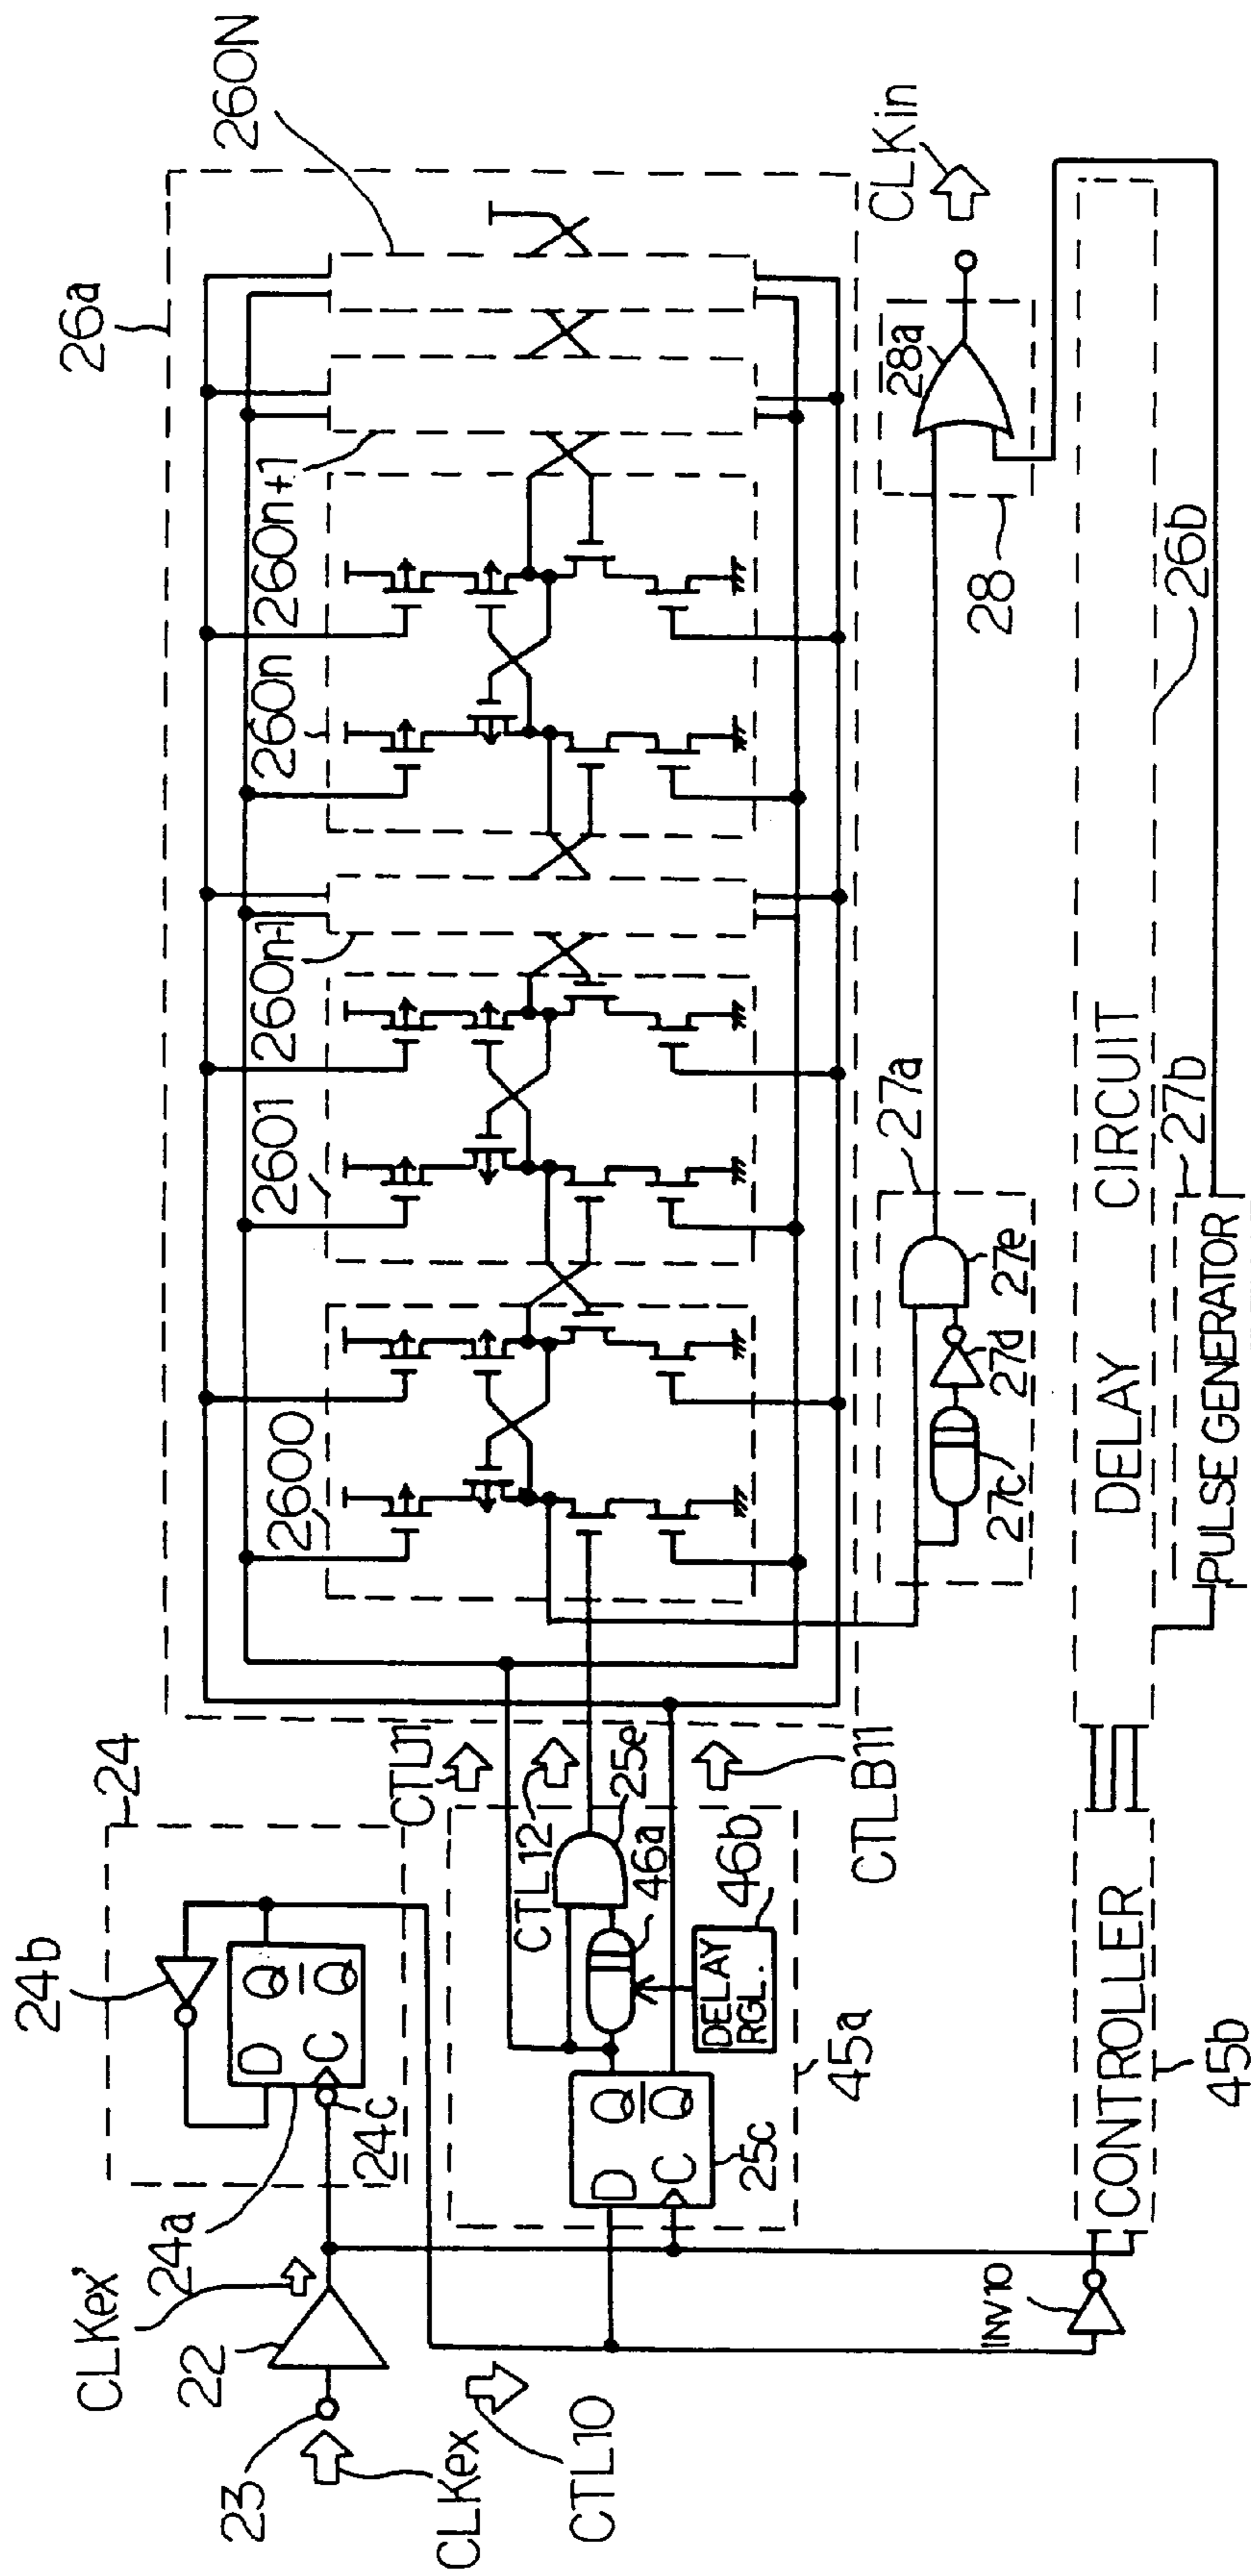 23
CLKex
CLKex'
22
CTL10
24
24a
24b
24c
D
Q
C
Q
45a
25c
D
Q
C
Q
46a
46b
DELAY
RGL.
25e
CTL11
CTL12
CTLB11
26a
2600
2601
260n-1
260n
260n+1
260N
27a
27c
27d
27e
28
28a
CLKin
INV10
CONTROLLER
45b
DELAY CIRCUIT
26b
PULSE GENERATOR
27b